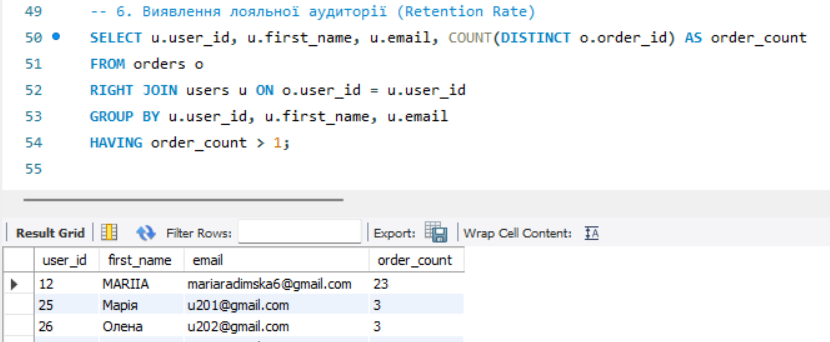 49 -- 6. Виявлення лояльної аудиторії (Retention Rate)
50 SELECT u.user_id, u.first_name, u.email, COUNT(DISTINCT o.order_id) AS order_count
51 FROM orders o
52 RIGHT JOIN users u ON o.user_id = u.user_id
53 GROUP BY u.user_id, u.first_name, u.email
54 HAVING order_count > 1;
55
Result Grid Filter Rows: Export: Wrap Cell Content:
user_id first_name email order_count
12 MARIIA mariaradimska6@gmail.com 23
25 Марія u201@gmail.com 3
26 Олена u202@gmail.com 3